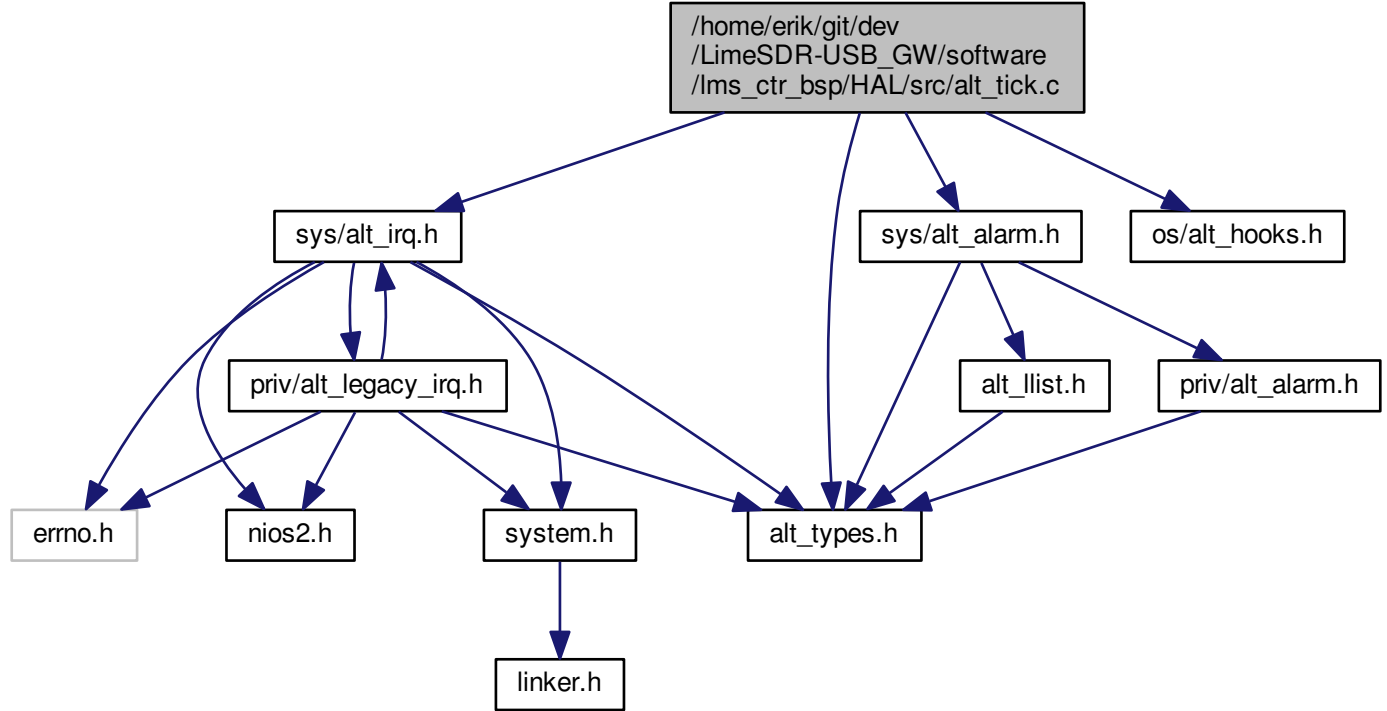 /home/erik/git/dev
/LimeSDR-USB_GW/software
/lms_ctr_bsp/HAL/src/alt_tick.c
sys/alt_irq.h
sys/alt_alarm.h
os/alt_hooks.h
priv/alt_legacy_irq.h
alt_llist.h
priv/alt_alarm.h
errno.h
nios2.h
system.h
alt_types.h
linker.h